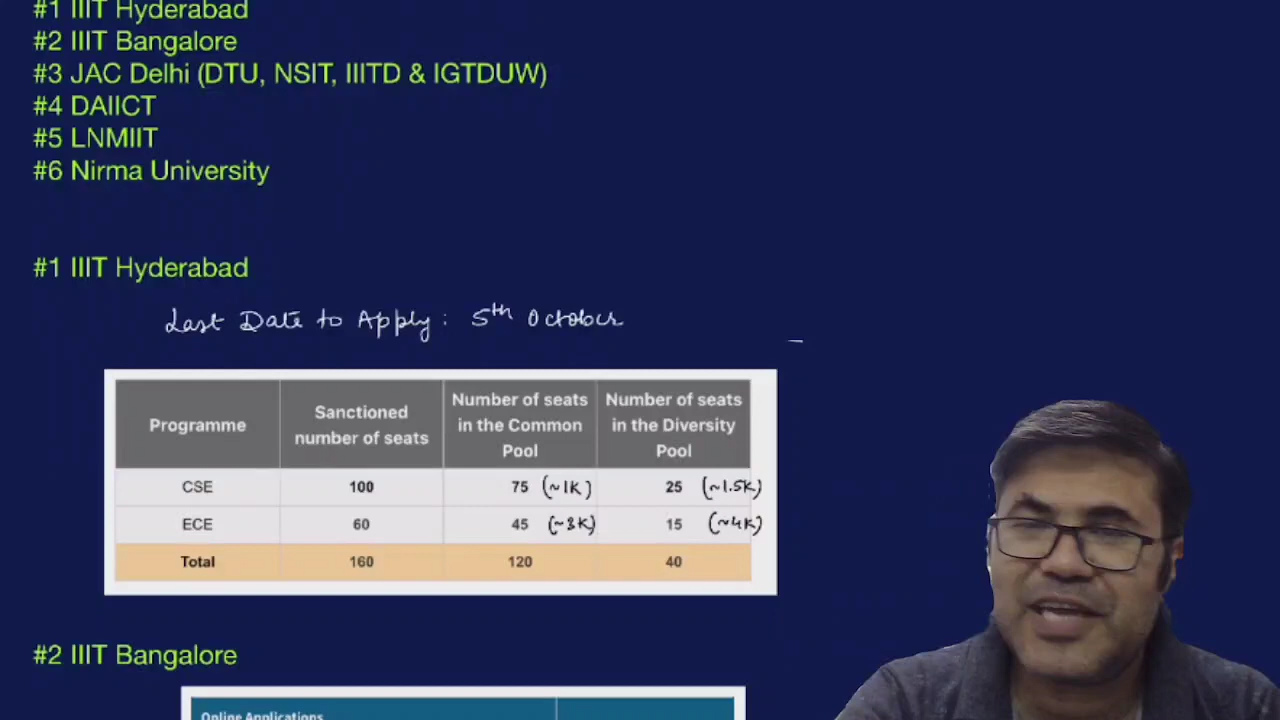 #1 IIIT Hyderabad
#2 IIIT Bangalore
#3 JAC Delhi (DTU, NSIT, IIITD & IGTDUW)
#4 DAIICT
#5 LNMIIT
#6 Nirma University
#1 IIIT Hyderabad
Last Date to Apply: 5th October
Programme Sanctioned number of seats Number of seats in the Common Pool Number of seats in the Diversity Pool
CSE 100 75 (~1K) 25 (~1.5K)
ECE 60 45 (~3K) 15 (~4K)
Total 160 120 40
#2 IIIT Bangalore
Online Applications